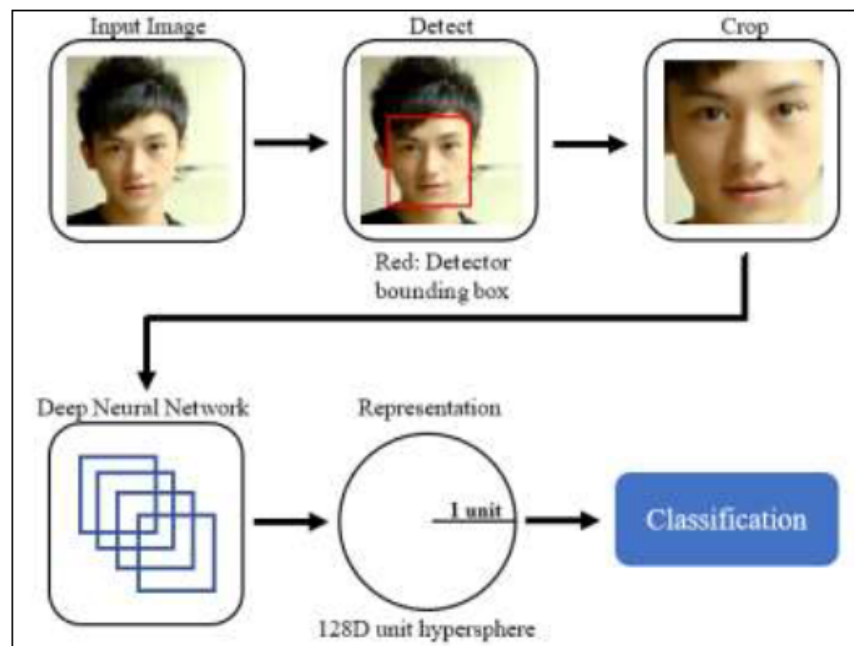 Input Image
Detect
Crop
Red: Detector
bounding box
Deep Neural Network
Representation
1 unit
Classification
128D unit hypersphere